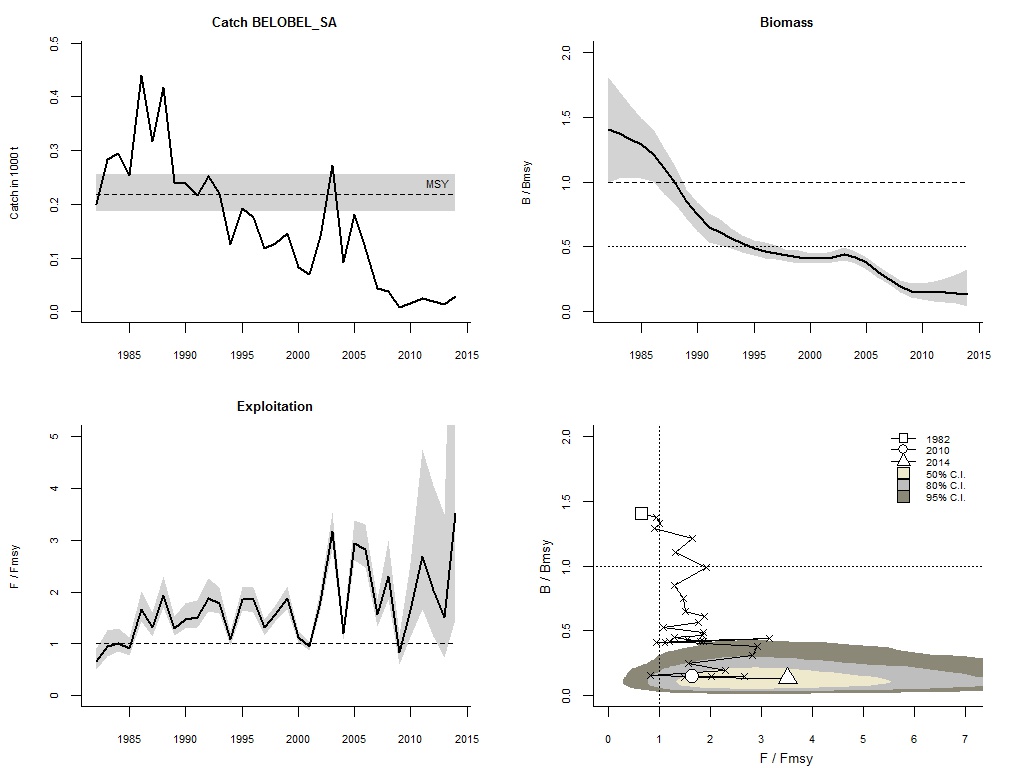 Catch BELOBEL_SA
Catch in 1000 t
0.5
0.4
0.3
0.2
0.1
0.0
MSY
1985 1990 1995 2000 2005 2010 2015
Biomass
B / Bmsy
2.0
1.5
1.0
0.5
0.0
1985 1990 1995 2000 2005 2010 2015
Exploitation
F / Fmsy
5
4
3
2
1
0
1985 1990 1995 2000 2005 2010 2015
B / Bmsy
2.0
1.5
1.0
0.5
0.0
1982
2010
2014
50% C.I.
80% C.I.
95% C.I.
0 1 2 3 4 5 6 7
F / Fmsy